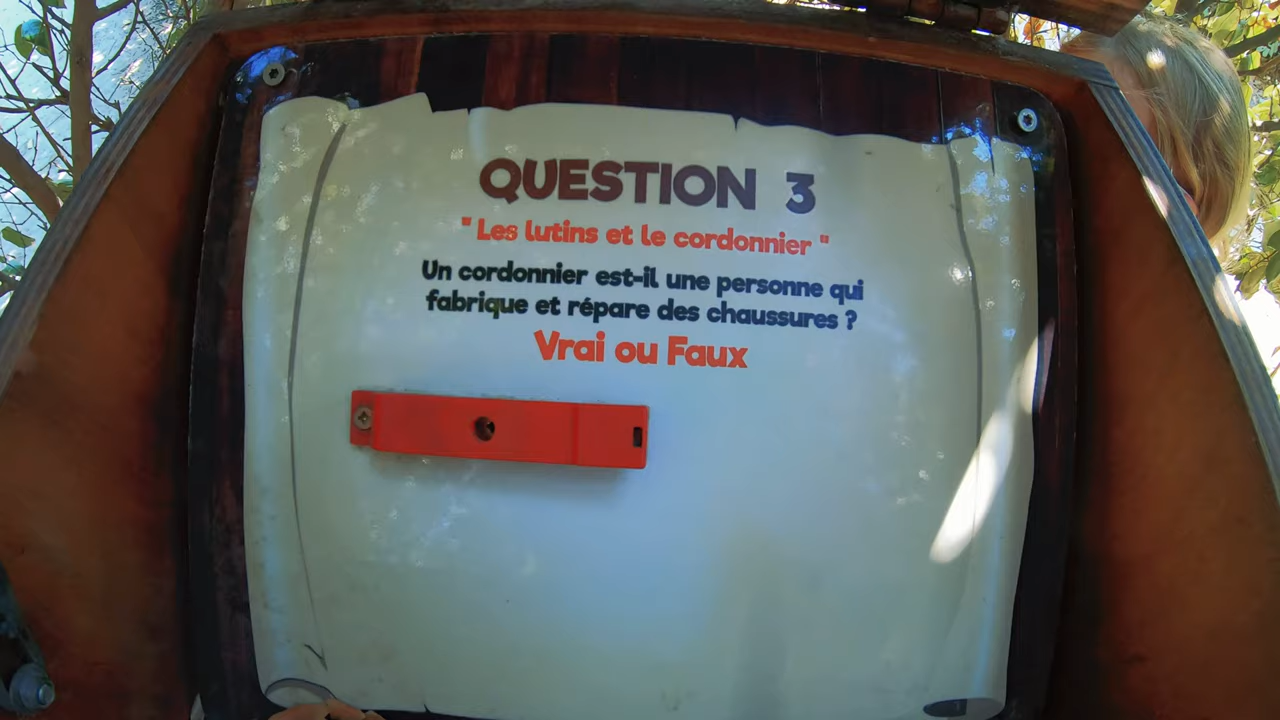 QUESTION 3
" Les lutins et le cordonnier "
Un cordonnier est-il une personne qui
fabrique et répare des chaussures ?
Vrai ou Faux